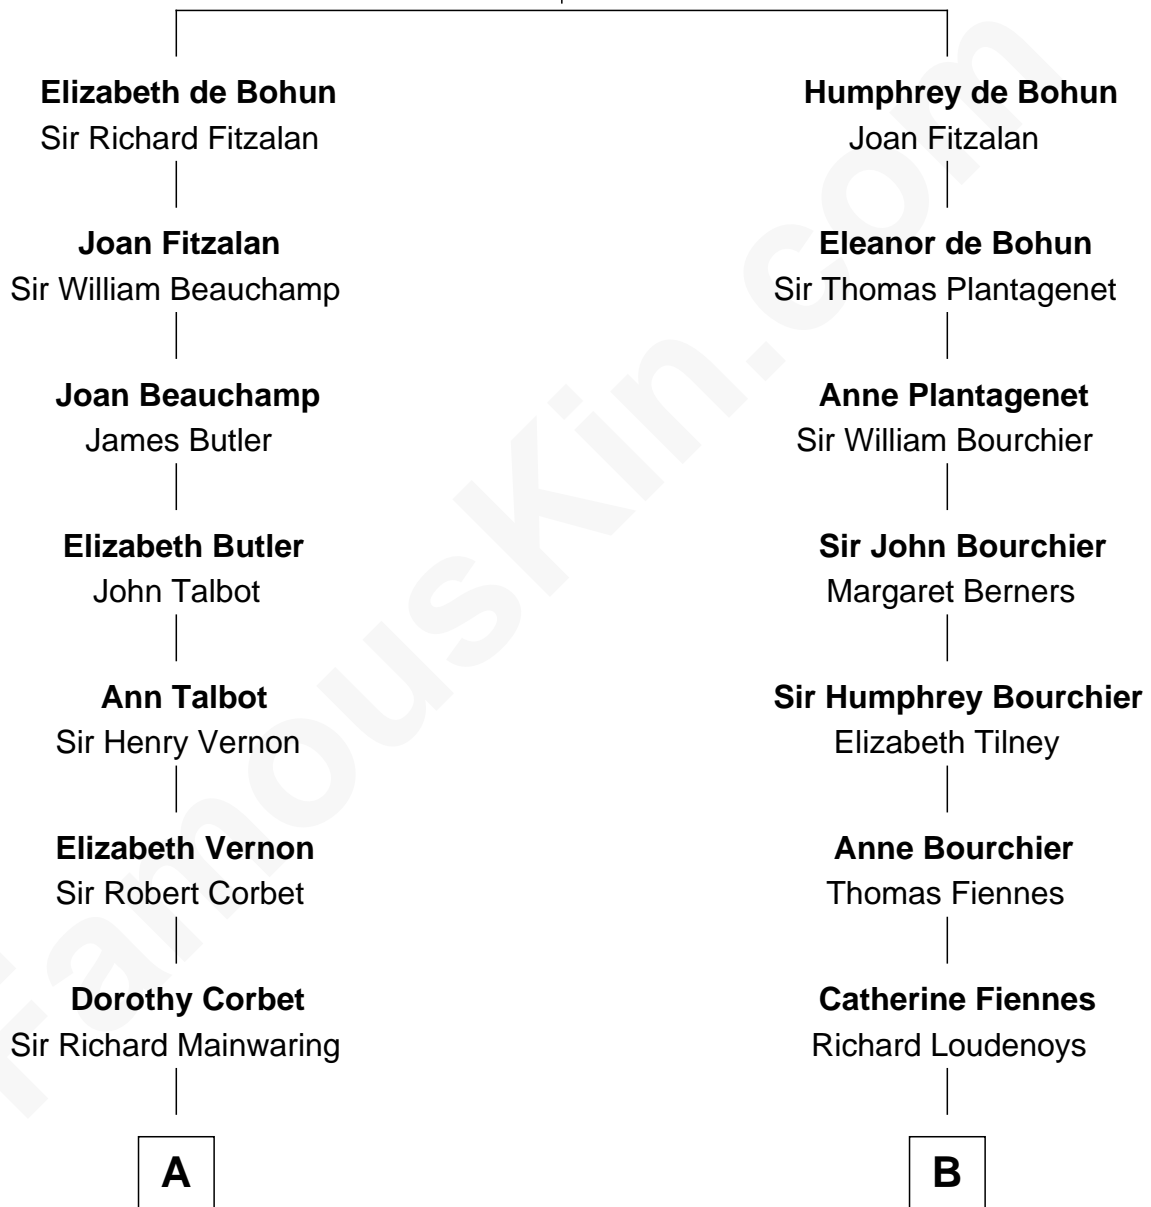 Elizabeth de Bohun
Sir Richard Fitzalan
Joan Fitzalan
Sir William Beauchamp
Joan Beauchamp
James Butler
Elizabeth Butler
John Talbot
Ann Talbot
Sir Henry Vernon
Elizabeth Vernon
Sir Robert Corbet
Dorothy Corbet
Sir Richard Mainwaring
A
Humphrey de Bohun
Joan Fitzalan
Eleanor de Bohun
Sir Thomas Plantagenet
Anne Plantagenet
Sir William Bourchier
Sir John Bourchier
Margaret Berners
Sir Humphrey Bourchier
Elizabeth Tilney
Anne Bourchier
Thomas Fiennes
Catherine Fiennes
Richard Loudenoys
B
FamousKin.com